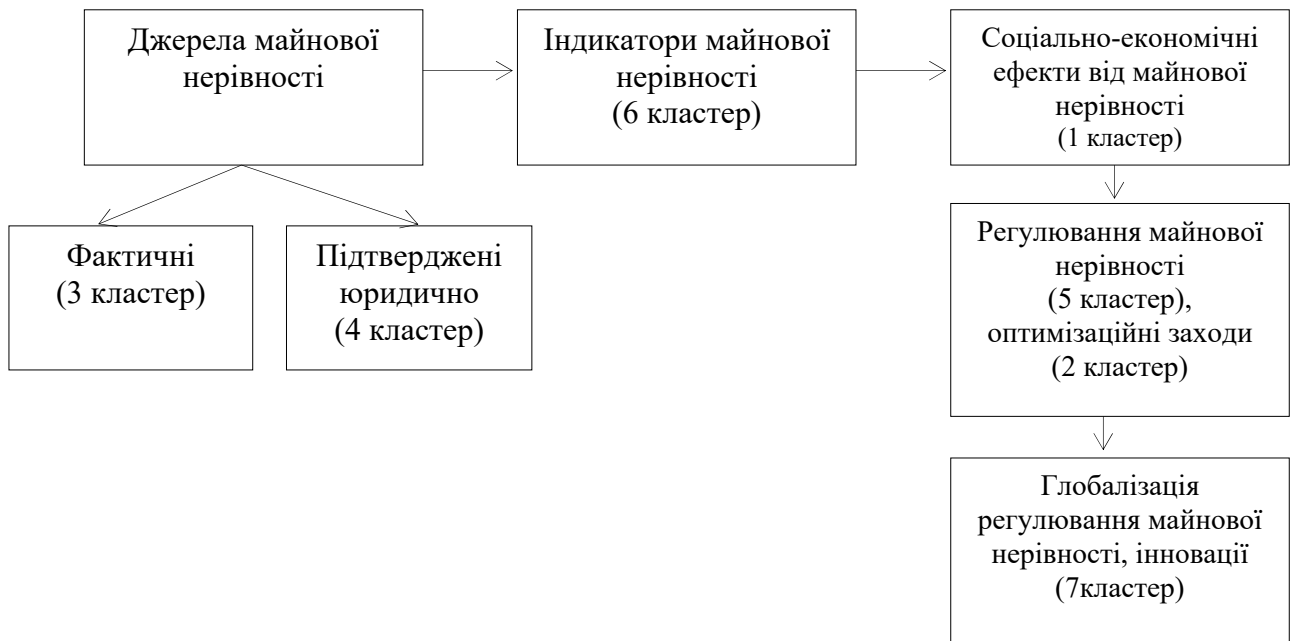 Джерела майнової
нерівності
Індикатори майнової
нерівності
(6 кластер)
Соціально-економічні
ефекти від майнової
нерівності
(1 кластер)
Фактичні
(3 кластер)
Підтверджені
юридично
(4 кластер)
Регулювання майнової
нерівності
(5 кластер),
оптимізаційні заходи
(2 кластер)
Глобалізація
регулювання майнової
нерівності, інновації
(7кластер)